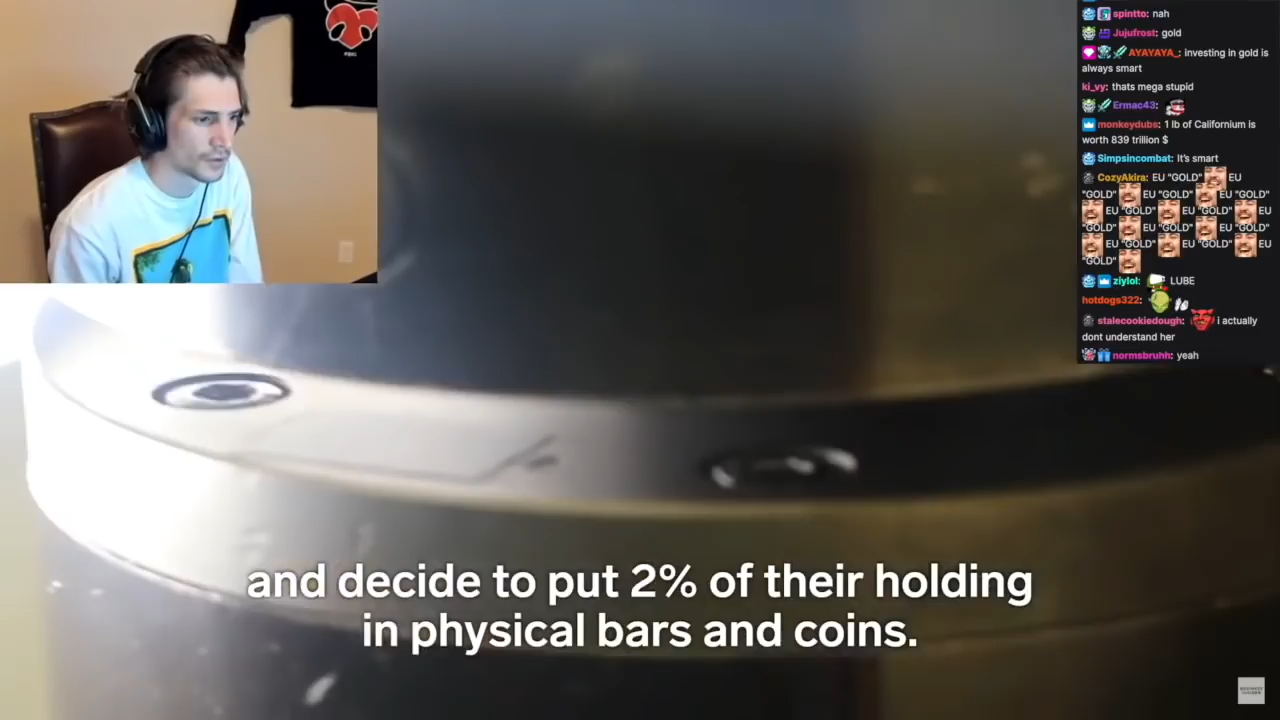 spintto: nah
Jujufrost: gold
AYAYAYA_: investing in gold is
always smart
ki_vy: thats mega stupid
Ermac43:
monkeydubs: 1 lb of Californium is
worth 839 trillion $
Simpsincombat: It's smart
CozyAkira: EU "GOLD" EU
"GOLD" EU "GOLD" EU "GOLD"
EU "GOLD" EU "GOLD" EU
"GOLD" EU "GOLD" EU "GOLD"
EU "GOLD" EU "GOLD" EU
"GOLD"
ziylol: LUBE
hotdogs322:
stalecookiedough: i actually
dont understand her
normsbruhh: yeah
and decide to put 2% of their holding
in physical bars and coins.